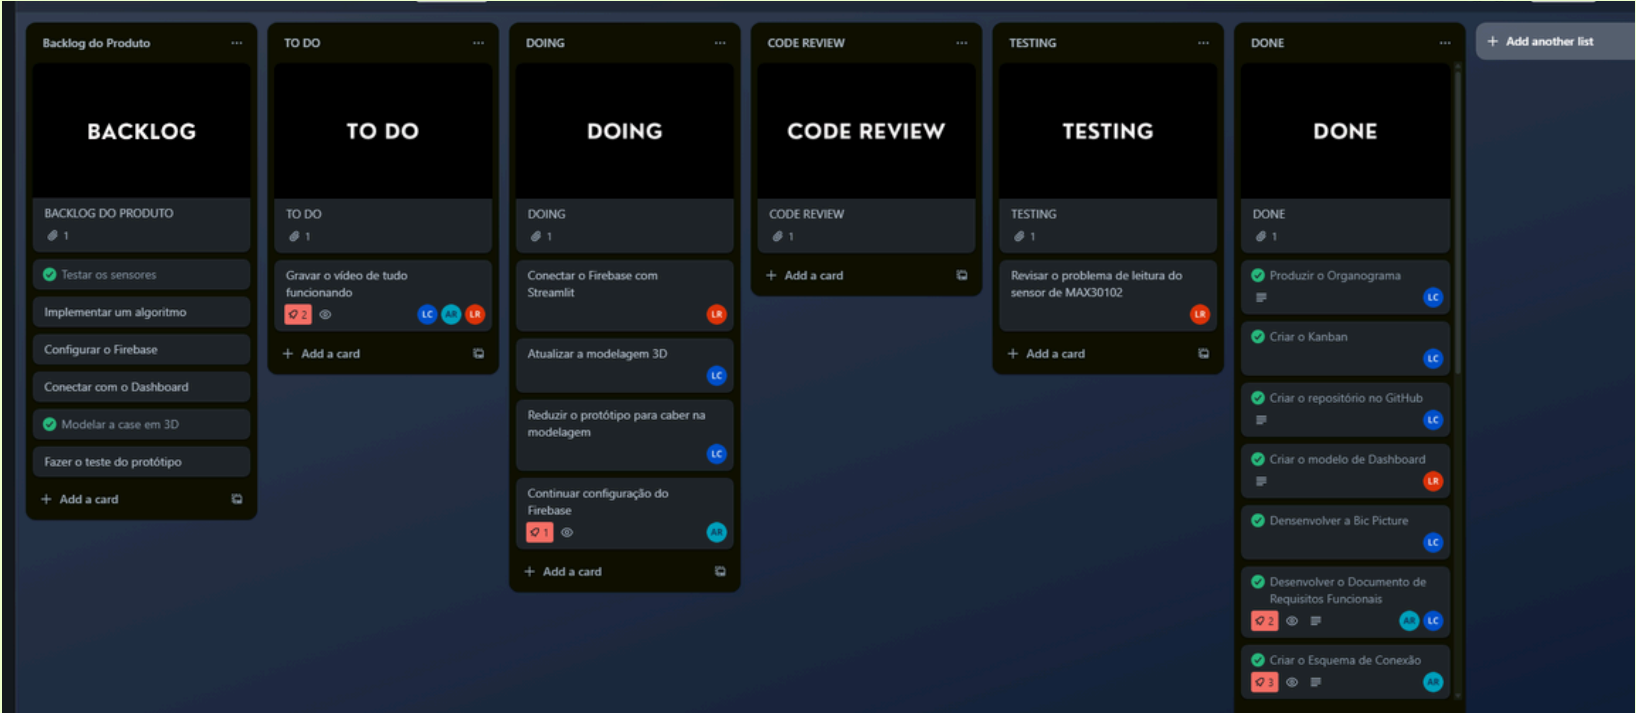 Backlog do Produto
BACKLOG
BACKLOG DO PRODUTO
1
Testar os sensores
Implementar um algoritmo
Configurar o Firebase
Conectar com o Dashboard
Modelar a case em 3D
Fazer o teste do protótipo
+ Add a card
TO DO
TO DO
TO DO
1
Gravar o vídeo de tudo
funcionando
2
LC AR LR
+ Add a card
DOING
DOING
DOING
1
Conectar o Firebase com
Streamlit
LR
Atualizar a modelagem 3D
LC
Reduzir o protótipo para caber na
modelagem
LC
Continuar configuração do
Firebase
1
AR
+ Add a card
CODE REVIEW
CODE REVIEW
CODE REVIEW
1
+ Add a card
TESTING
TESTING
TESTING
1
Revisar o problema de leitura do
sensor de MAX30102
LR
+ Add a card
DONE
DONE
DONE
1
Produzir o Organograma
LC
Criar o Kanban
LC
Criar o repositório no GitHub
LC
Criar o modelo de Dashboard
LR
Densenvolver a Bic Picture
LC
Desenvolver o Documento de
Requisitos Funcionais
2
AR LC
Criar o Esquema de Conexão
3
AR
+ Add another list